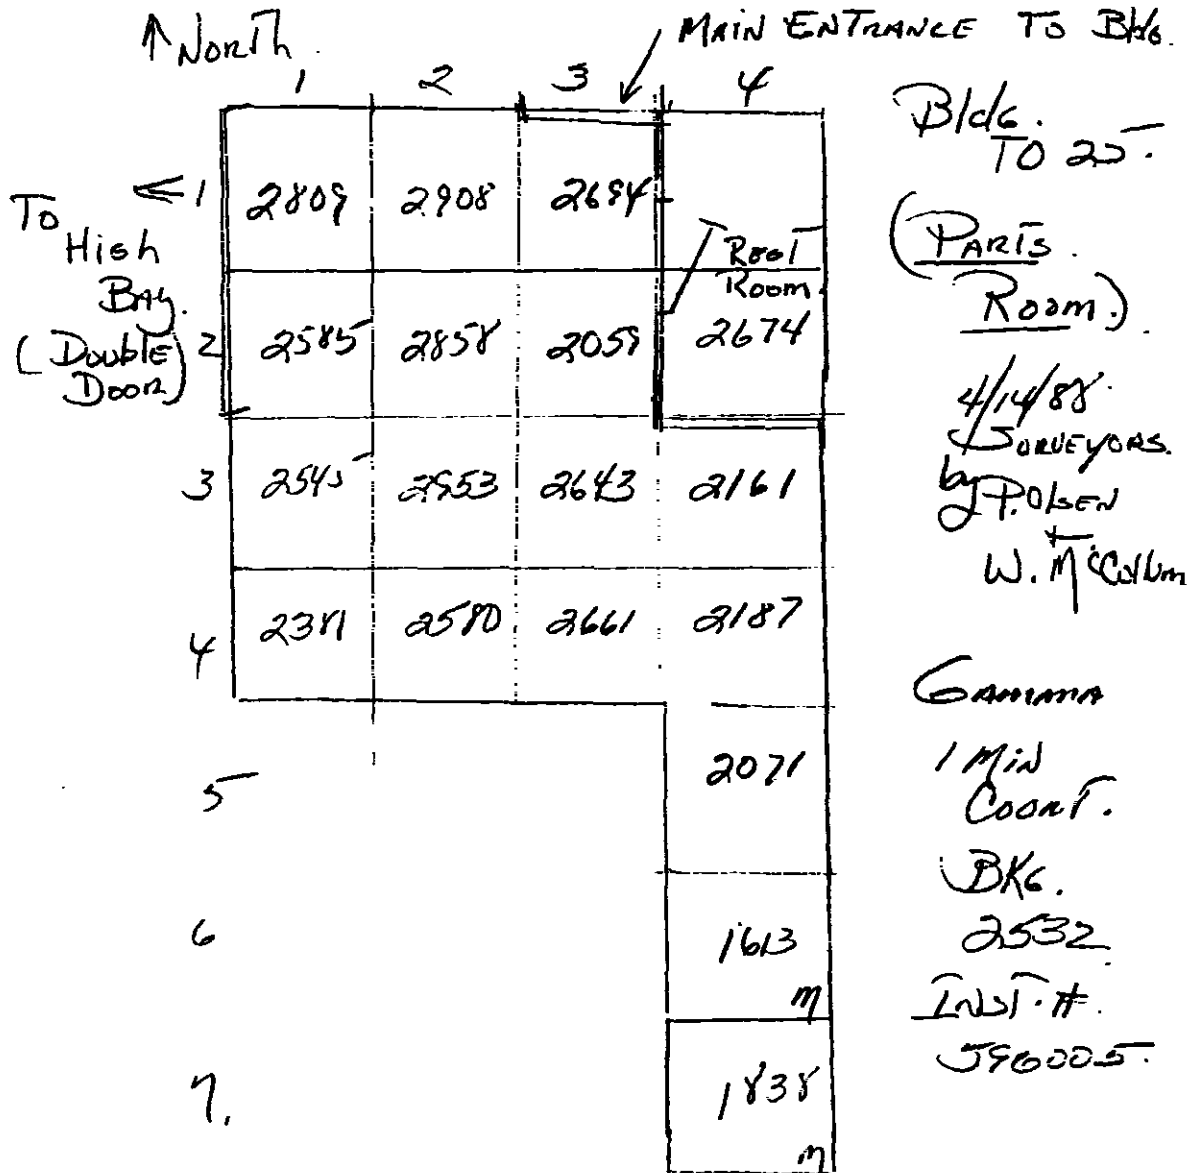 ↑ North.
MAIN ENTRANCE TO Bldg.
1 2 3 4
Bldg.
TO 25.
(PARTS
Room.)
To High Bay.
(Double Door)
1 2809 2908 2694
Rest Room.
2 2585 2858 2059 2674
3 2545 2953 2643 2161
4 2381 2580 2661 2187
5 2071
6 1613
m
7. 1838
m
4/14/88
SURVEYORS.
by P. Olsen
W. McCollum
GAMMA
1 Min
Count.
BKG.
2532
Inst. #.
596005.